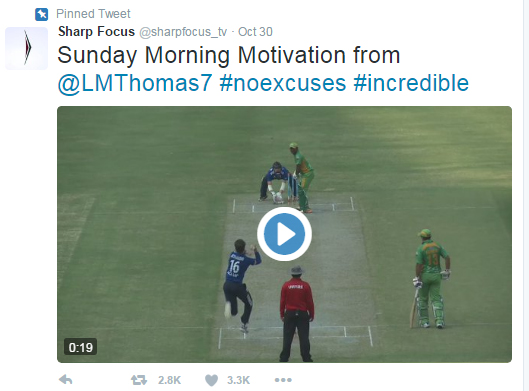 Pinned Tweet
Sharp Focus @sharpfocus_tv · Oct 30
Sunday Morning Motivation from
@LMThomas7 #noexcuses #incredible
16
0:19
2.8K 3.3K